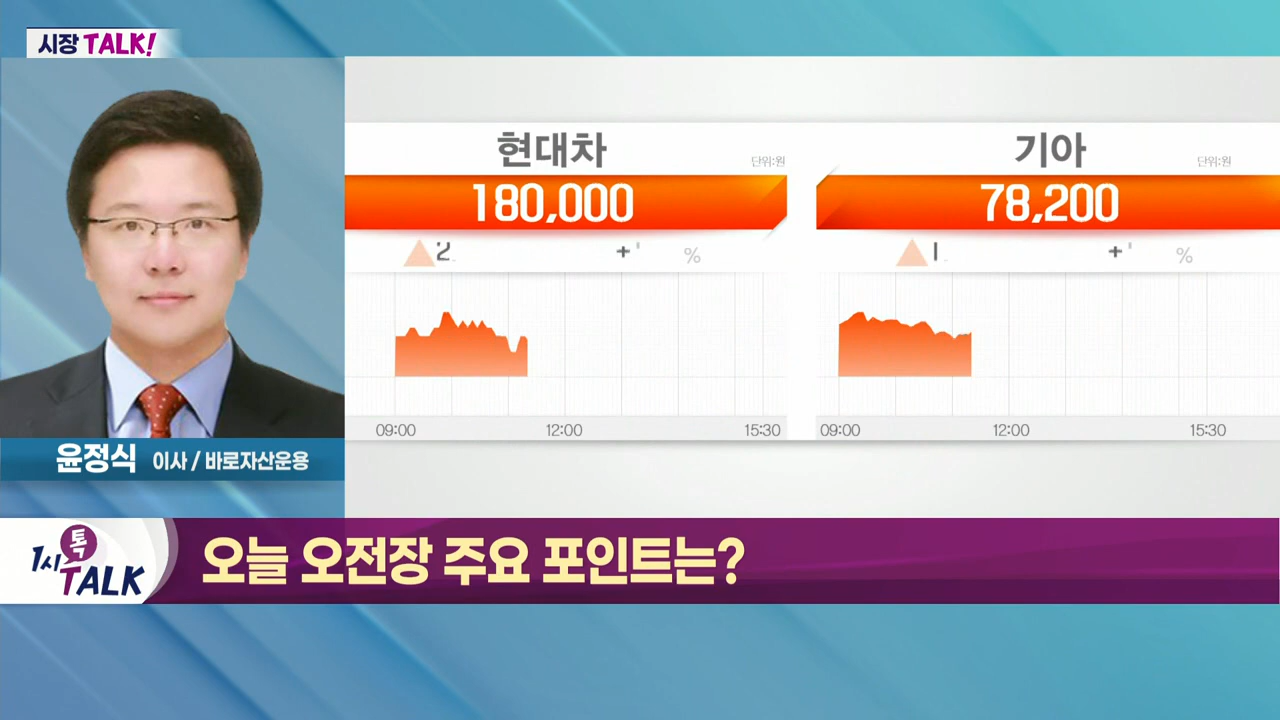 시장 TALK!
현대차
단위:원
180,000
▲2
+
%
09:00 12:00 15:30
기아
단위:원
78,200
▲1
+
%
09:00 12:00 15:30
윤정식 이사 / 바로자산운용
1시 톡 TALK
오늘 오전장 주요 포인트는?